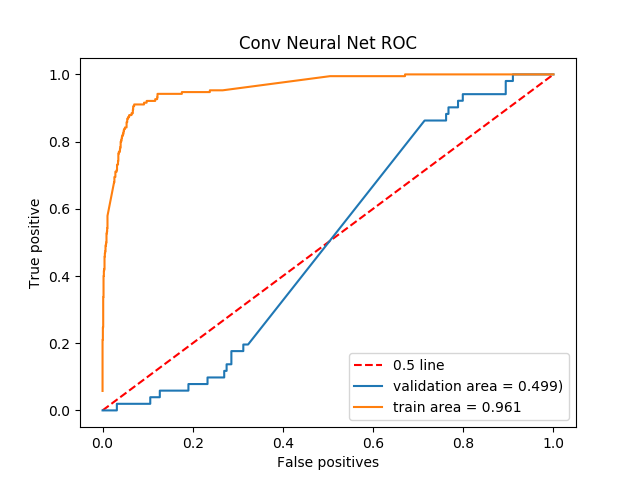 Conv Neural Net ROC
1.0
0.8
0.6
0.4
0.2
0.0
True positive
0.0 0.2 0.4 0.6 0.8 1.0
False positives
0.5 line
validation area = 0.499)
train area = 0.961